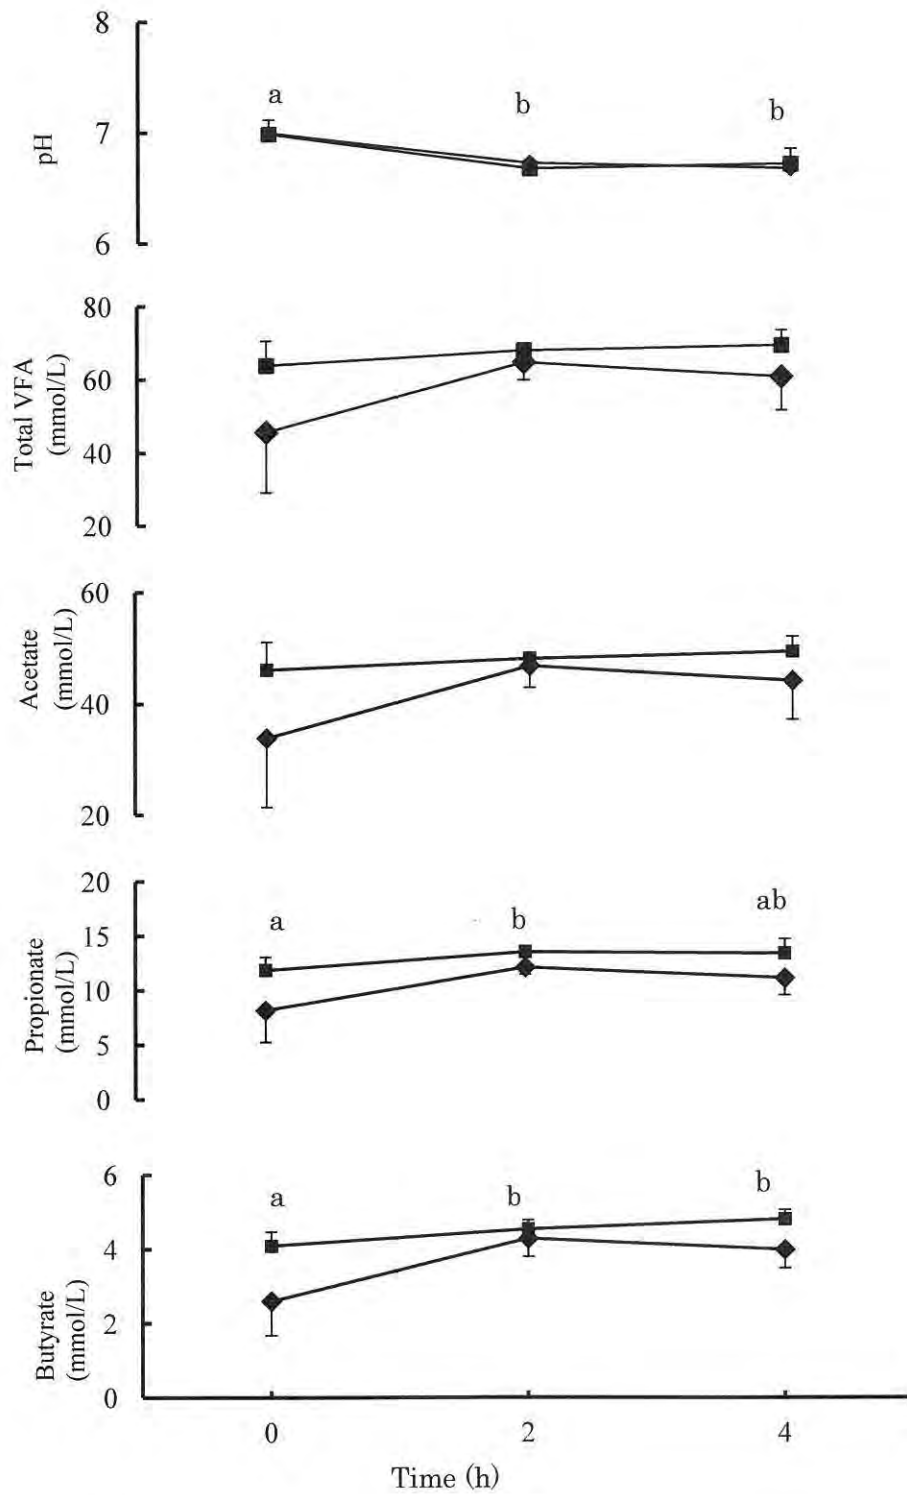 8
a
b
b
7
pH
6
80
60
Total VFA
(mmol/L)
40
20
60
Acetate
(mmol/L)
40
20
20
a
b
ab
15
Propionate
(mmol/L)
10
5
0
6
a
b
b
4
Butyrate
(mmol/L)
2
0
0 2 4
Time (h)